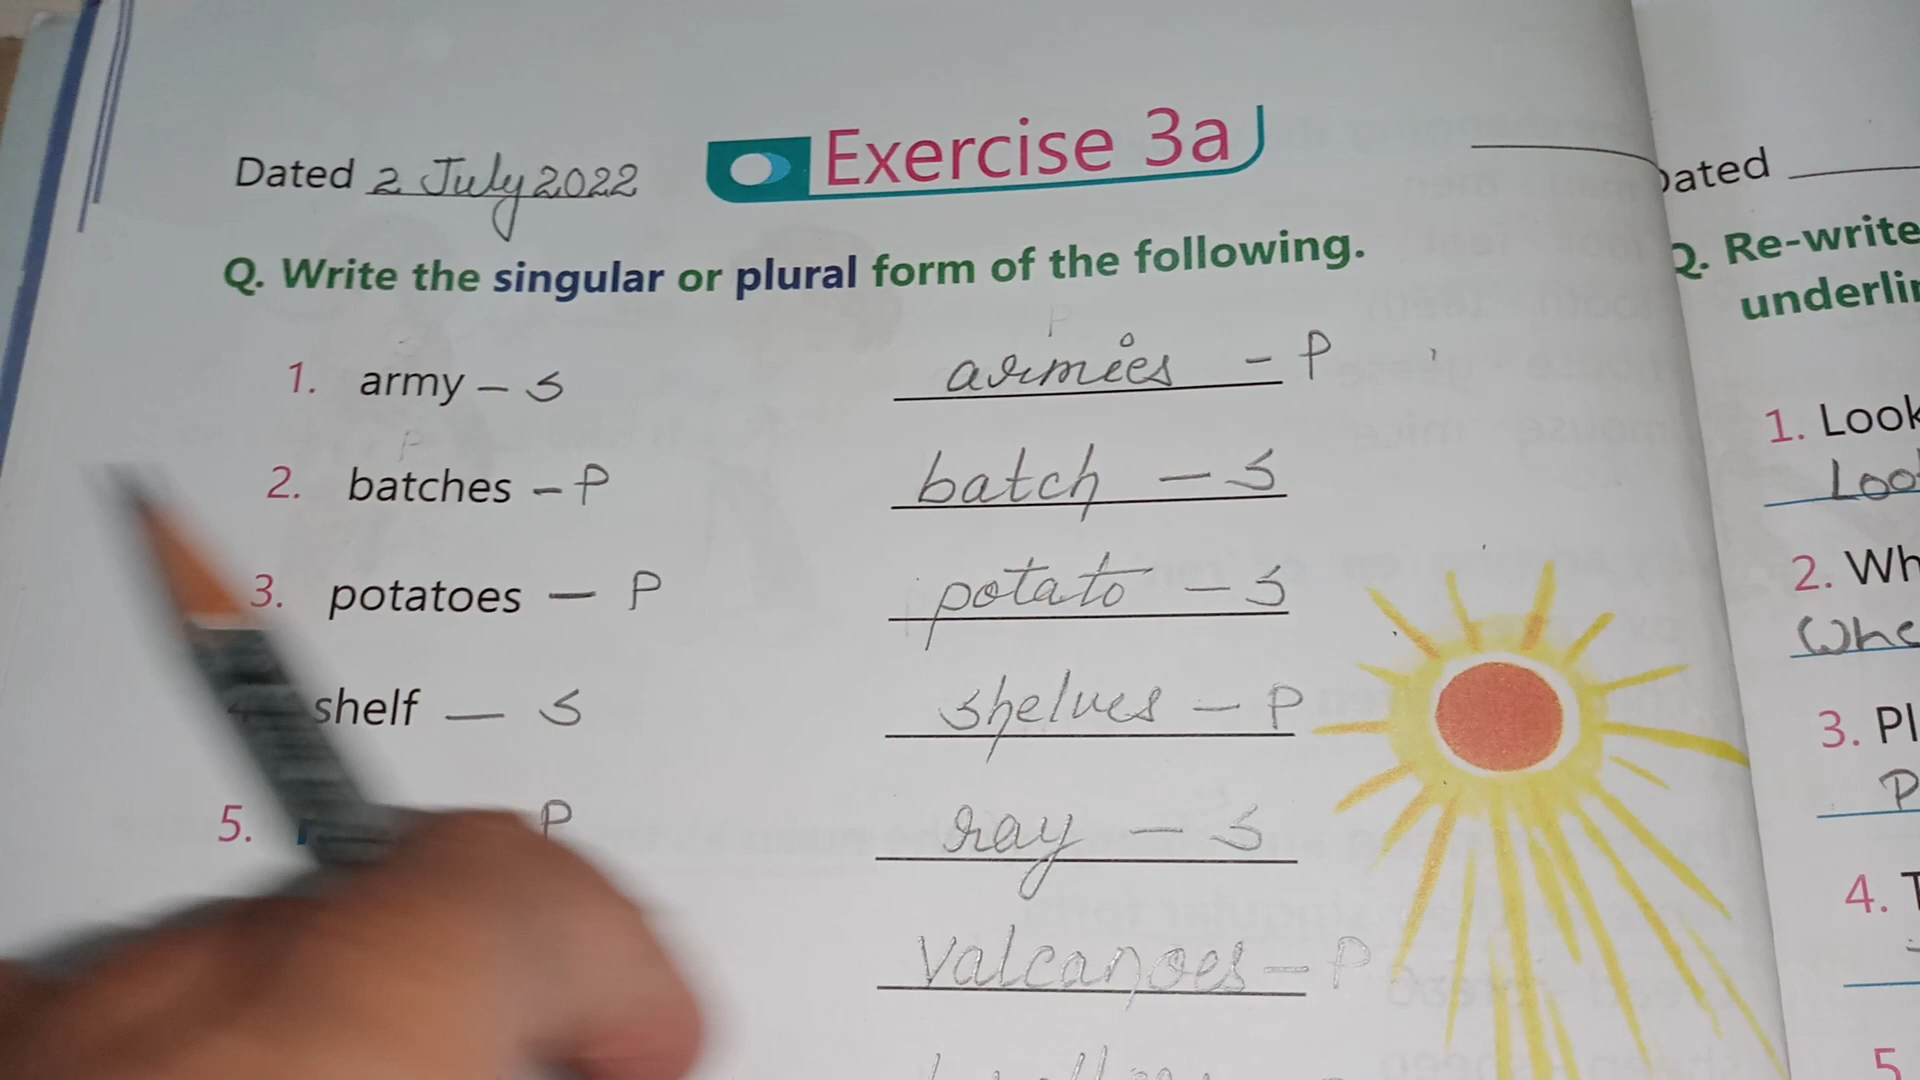 Dated 2 July 2022
Exercise 3a
Q. Write the singular or plural form of the following.
1. army – S armies – P
P
2. batches – P batch – S
3. potatoes – P potato – S
shelf – S shelves – P
5. P ray – S
valcanoes – P
Dated
Q. Re-write
1. Look
2.
3.
4.
5